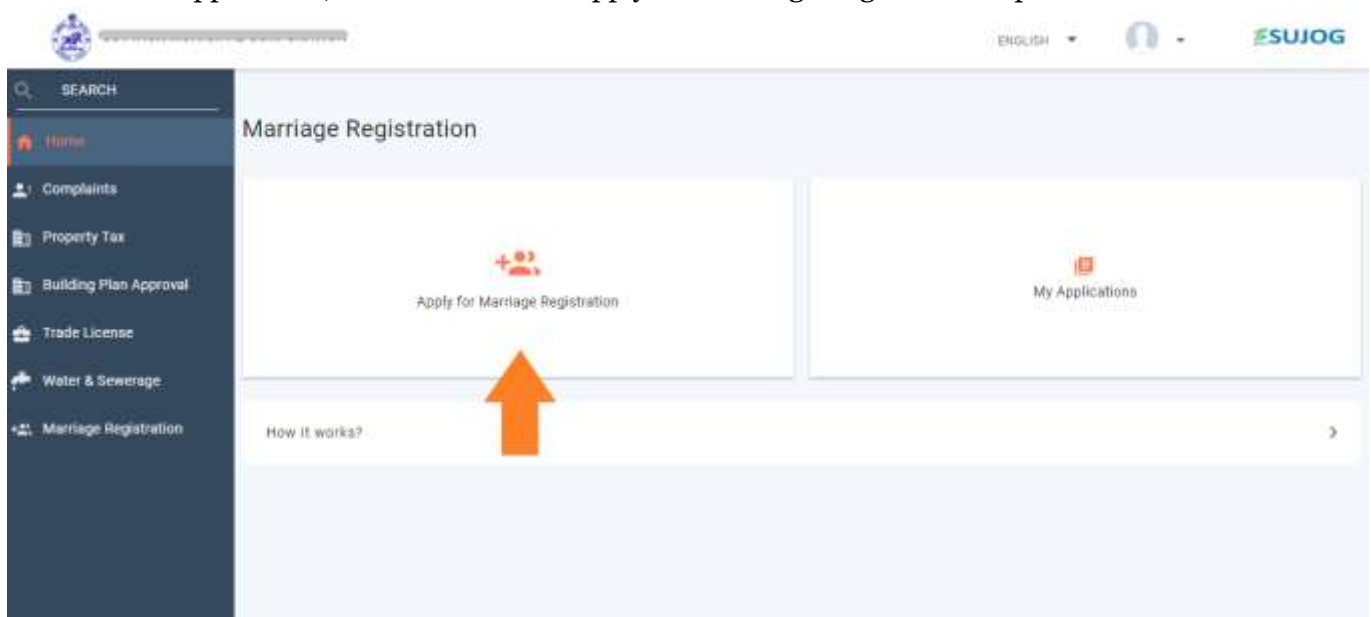 ENGLISH
ESUJOG
SEARCH
Home
Marriage Registration
Complaints
Property Tax
Building Plan Approval
Trade License
Water & Sewerage
Marriage Registration
Apply for Marriage Registration
My Applications
How it works?